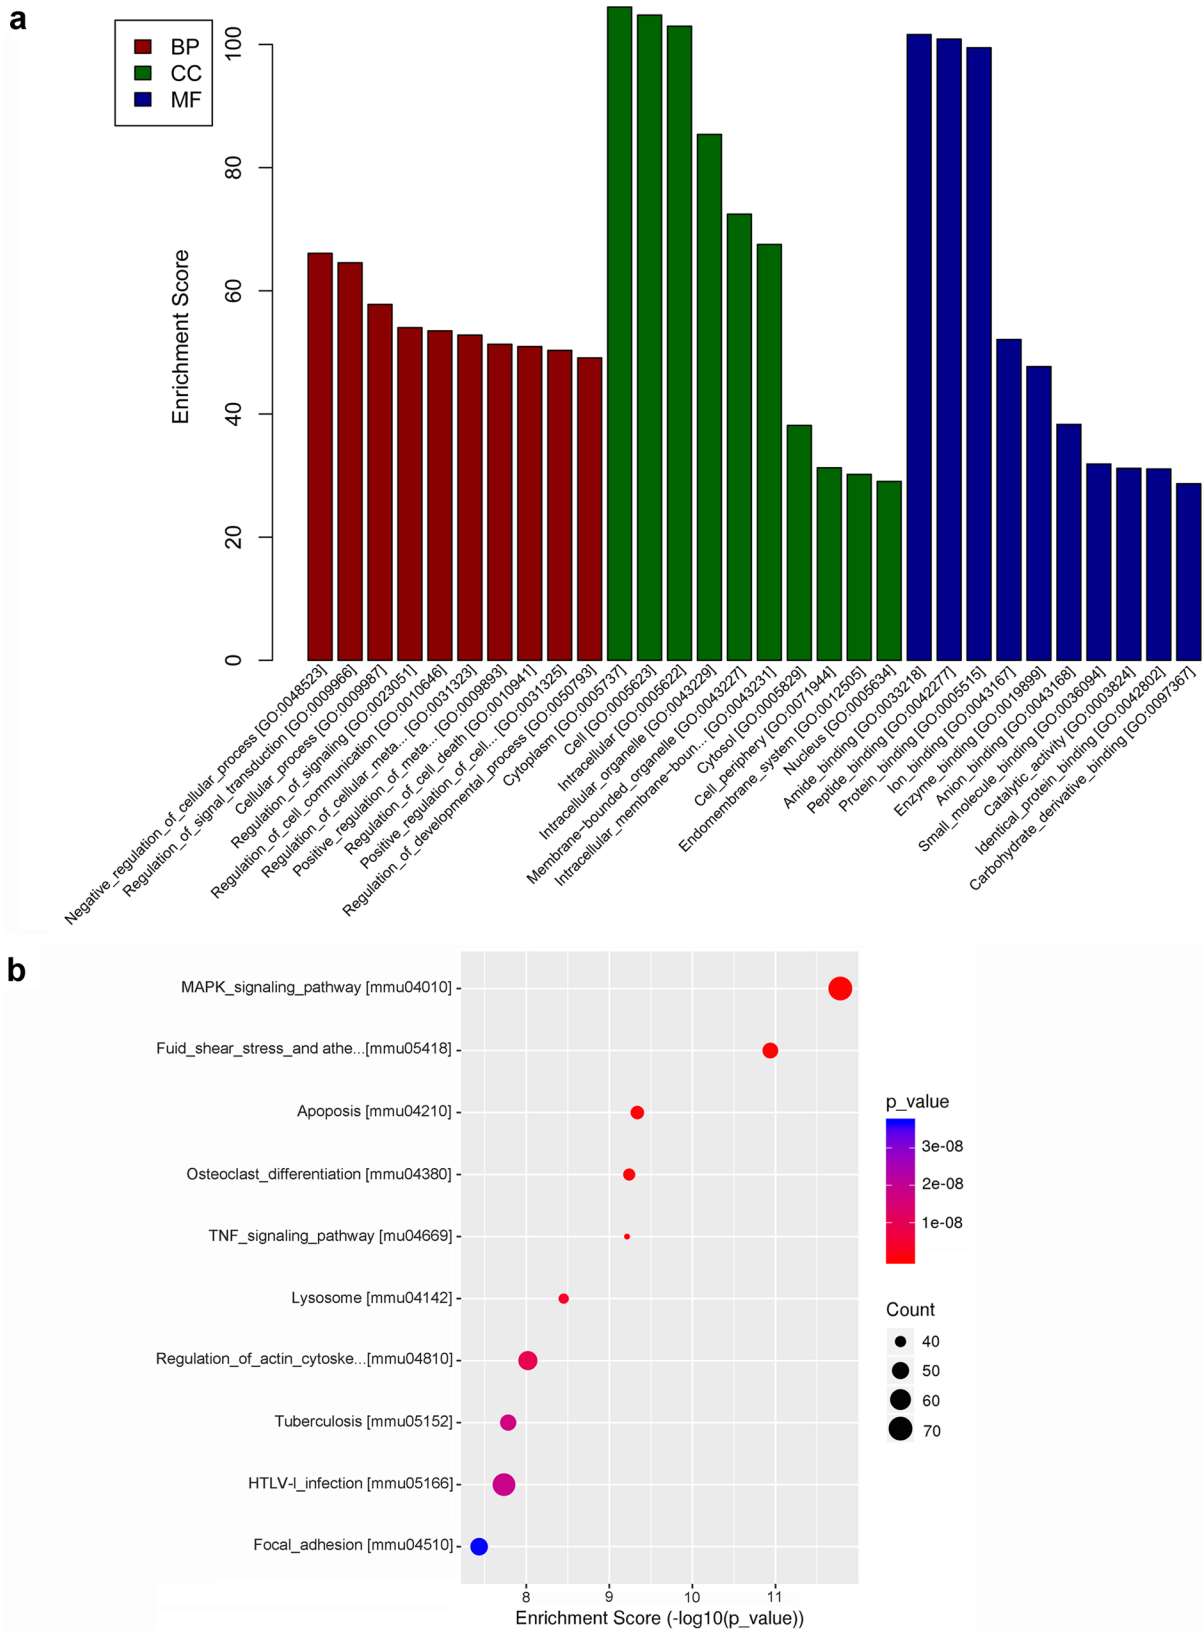 a
BP
CC
MF
Enrichment Score
100
80
60
40
20
0
Negative_regulation_of_cellular_process [GO:0048523]
Regulation_of_signal_transduction [GO:0009966]
Cellular_process [GO:0009987]
Regulation_of_signaling [GO:0023051]
Regulation_of_cell_communication [GO:0010646]
Regulation_of_cellular_meta... [GO:0031323]
Positive_regulation_of_meta... [GO:0009893]
Regulation_of_cell_death [GO:0010941]
Positive_regulation_of_cell... [GO:0031325]
Regulation_of_developmental_process [GO:0050793]
Cytoplasm [GO:0005737]
Cell [GO:0005623]
Intracellular [GO:0005622]
Intracellular_organelle [GO:0043229]
Membrane−bounded_organelle [GO:0043227]
Intracellular_membrane−boun... [GO:0043231]
Cytosol [GO:0005829]
Cell_periphery [GO:0071944]
Endomembrane_system [GO:0012505]
Nucleus [GO:0005634]
Amide_binding [GO:0033218]
Peptide_binding [GO:0042277]
Protein_binding [GO:0005515]
Ion_binding [GO:0043167]
Enzyme_binding [GO:0019899]
Anion_binding [GO:0043168]
Small_molecule_binding [GO:0036094]
Catalytic_activity [GO:0003824]
Identical_protein_binding [GO:0042802]
Carbohydrate_derivative_binding [GO:0097367]
b
MAPK_signaling_pathway [mmu04010]
Fuid_shear_stress_and athe...[mmu05418]
Apoposis [mmu04210]
Osteoclast_differentiation [mmu04380]
TNF_signaling_pathway [mu04669]
Lysosome [mmu04142]
Regulation_of_actin_cytoske...[mmu04810]
Tuberculosis [mmu05152]
HTLV-I_infection [mmu05166]
Focal_adhesion [mmu04510]
8
9
10
11
Enrichment Score (-log10(p_value))
p_value
3e-08
2e-08
1e-08
Count
40
50
60
70